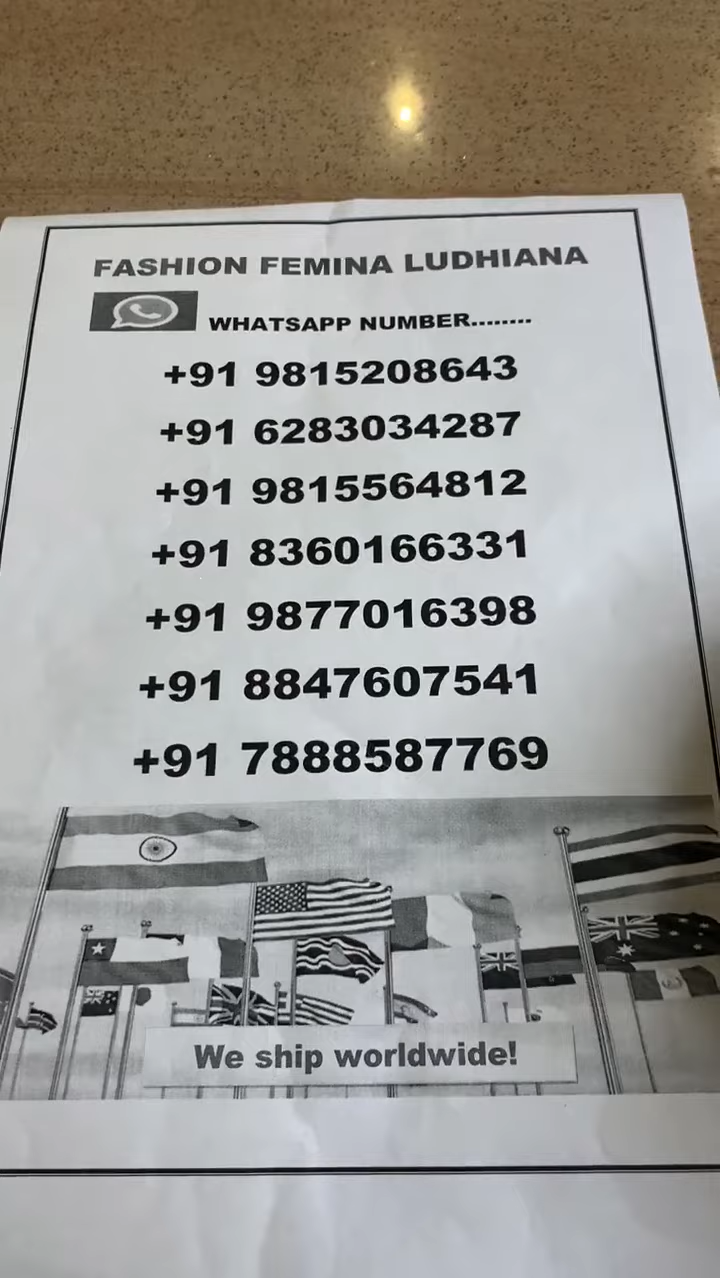 FASHION FEMINA LUDHIANA
WHATSAPP NUMBER........
+91 9815208643
+91 6283034287
+91 9815564812
+91 8360166331
+91 9877016398
+91 8847607541
+91 7888587769
We ship worldwide!